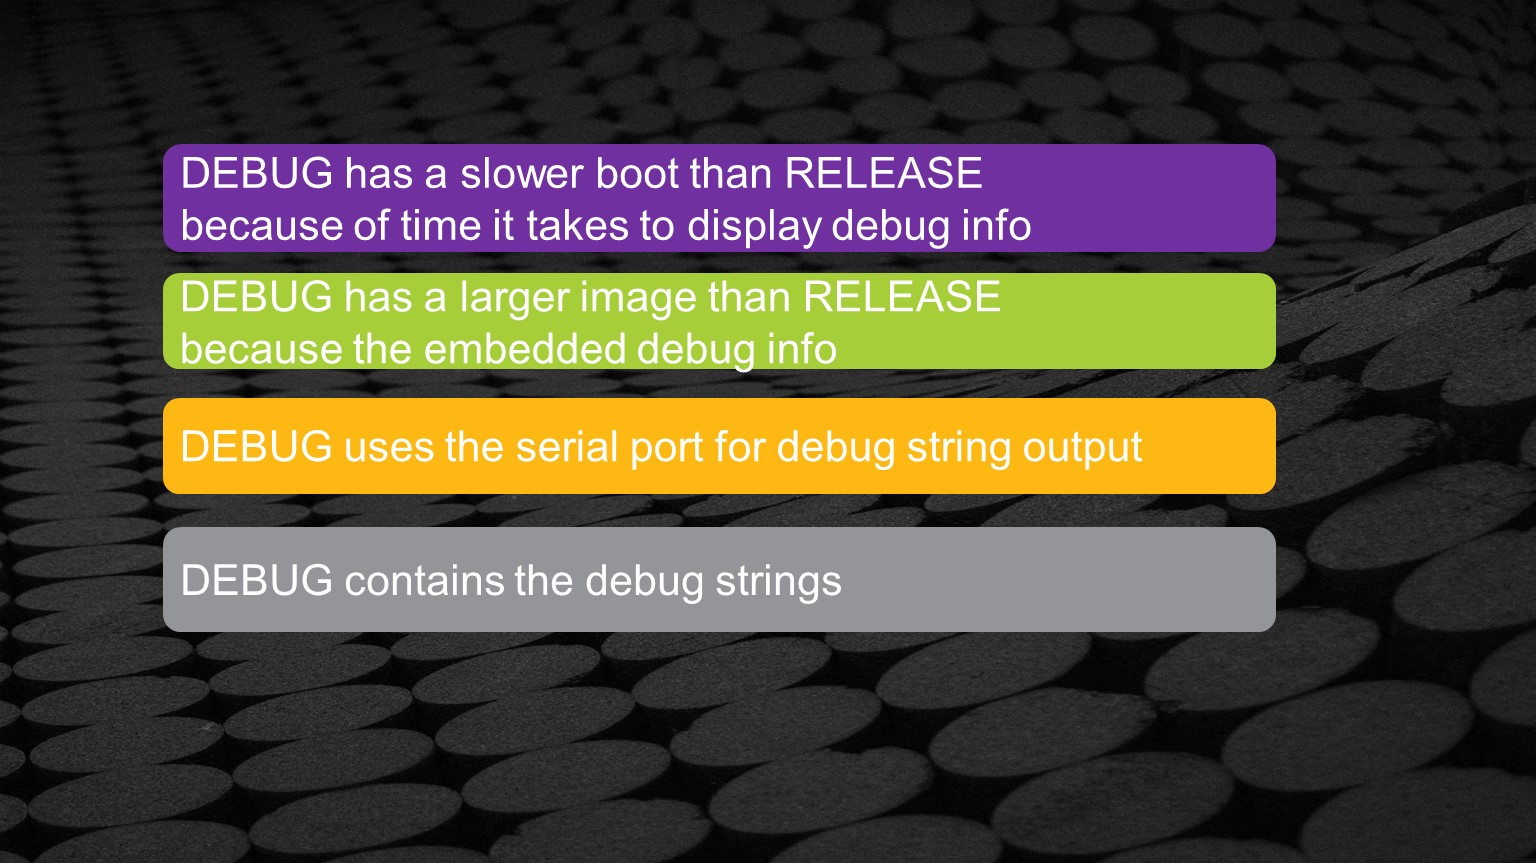 DEBUG has a slower boot than RELEASE
because of time it takes to display debug info
DEBUG has a larger image than RELEASE
because the embedded debug info
DEBUG uses the serial port for debug string output
DEBUG contains the debug strings